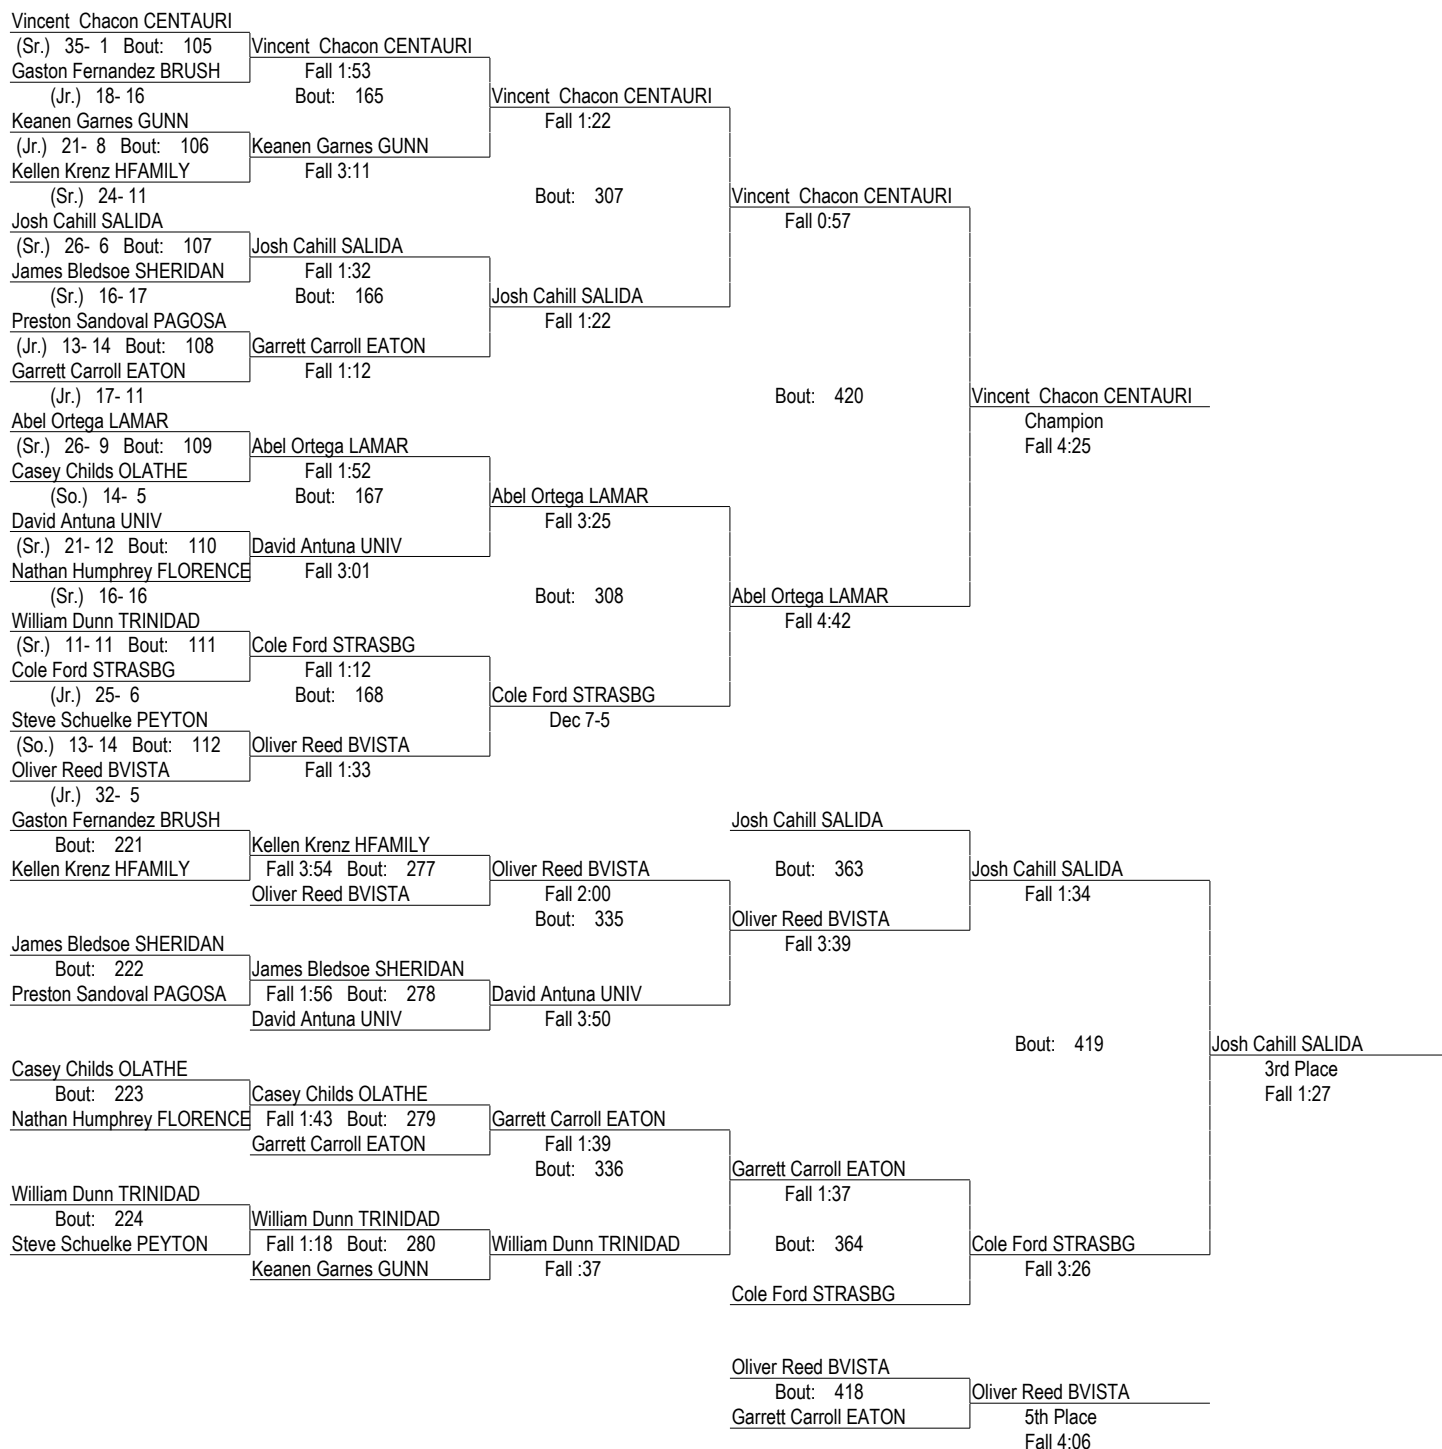 Vincent  Chacon CENTAURI
(Sr.)  35- 1  Bout:   105  Vincent  Chacon CENTAURI
Gaston Fernandez BRUSH  Fall 1:53
(Jr.)  18- 16  Bout:   165  Vincent  Chacon CENTAURI
Keanen Garnes GUNN  Fall 1:22
(Jr.)  21- 8  Bout:   106  Keanen Garnes GUNN
Kellen Krenz HFAMILY  Fall 3:11
(Sr.)  24- 11  Bout:   307  Vincent  Chacon CENTAURI
Josh Cahill SALIDA  Fall 0:57
(Sr.)  26- 6  Bout:   107  Josh Cahill SALIDA
James Bledsoe SHERIDAN  Fall 1:32
(Sr.)  16- 17  Bout:   166  Josh Cahill SALIDA
Preston Sandoval PAGOSA  Fall 1:22
(Jr.)  13- 14  Bout:   108  Garrett Carroll EATON
Garrett Carroll EATON  Fall 1:12
(Jr.)  17- 11  Bout:   420  Vincent  Chacon CENTAURI
Abel Ortega LAMAR  Champion
(Sr.)  26- 9  Bout:   109  Abel Ortega LAMAR  Fall 4:25
Casey Childs OLATHE  Fall 1:52
(So.)  14- 5  Bout:   167  Abel Ortega LAMAR
David Antuna UNIV  Fall 3:25
(Sr.)  21- 12  Bout:   110  David Antuna UNIV
Nathan Humphrey FLORENCE  Fall 3:01
(Sr.)  16- 16  Bout:   308  Abel Ortega LAMAR
William Dunn TRINIDAD  Fall 4:42
(Sr.)  11- 11  Bout:   111  Cole Ford STRASBG
Cole Ford STRASBG  Fall 1:12
(Jr.)  25- 6  Bout:   168  Cole Ford STRASBG
Steve Schuelke PEYTON  Dec 7-5
(So.)  13- 14  Bout:   112  Oliver Reed BVISTA
Oliver Reed BVISTA  Fall 1:33
(Jr.)  32- 5
Gaston Fernandez BRUSH  Josh Cahill SALIDA
Bout:   221  Kellen Krenz HFAMILY
Kellen Krenz HFAMILY  Fall 3:54  Bout:   277  Oliver Reed BVISTA  Bout:   363  Josh Cahill SALIDA
Oliver Reed BVISTA  Fall 2:00  Fall 1:34
Bout:   335  Oliver Reed BVISTA
James Bledsoe SHERIDAN  Fall 3:39
Bout:   222  James Bledsoe SHERIDAN
Preston Sandoval PAGOSA  Fall 1:56  Bout:   278  David Antuna UNIV
David Antuna UNIV  Fall 3:50
Bout:   419  Josh Cahill SALIDA
Casey Childs OLATHE  3rd Place
Bout:   223  Casey Childs OLATHE  Fall 1:27
Nathan Humphrey FLORENCE  Fall 1:43  Bout:   279  Garrett Carroll EATON
Garrett Carroll EATON  Fall 1:39
Bout:   336  Garrett Carroll EATON
William Dunn TRINIDAD  Fall 1:37
Bout:   224  William Dunn TRINIDAD
Steve Schuelke PEYTON  Fall 1:18  Bout:   280  William Dunn TRINIDAD  Bout:   364  Cole Ford STRASBG
Keanen Garnes GUNN  Fall :37  Fall 3:26
Cole Ford STRASBG
Oliver Reed BVISTA
Bout:   418  Oliver Reed BVISTA
Garrett Carroll EATON  5th Place
Fall 4:06